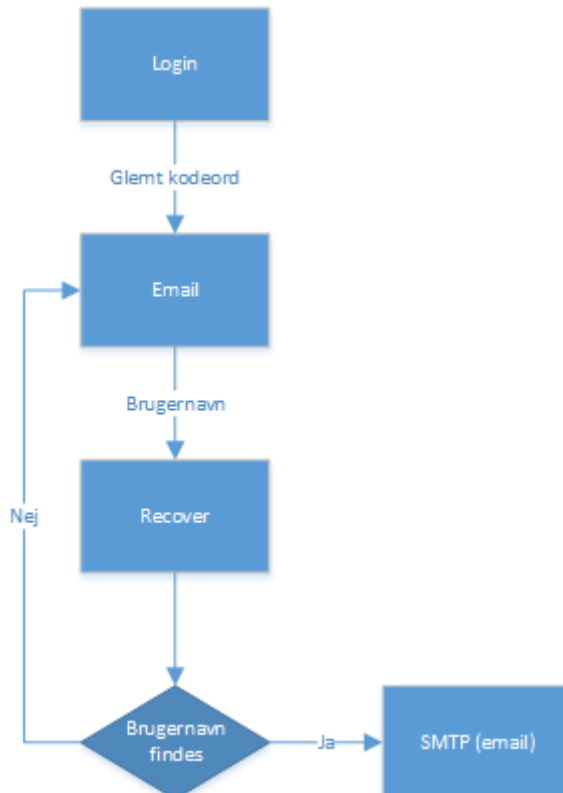 Login
Glemt kodeord
Email
Brugernavn
Recover
Nej
Brugernavn
findes
Ja
SMTP (email)